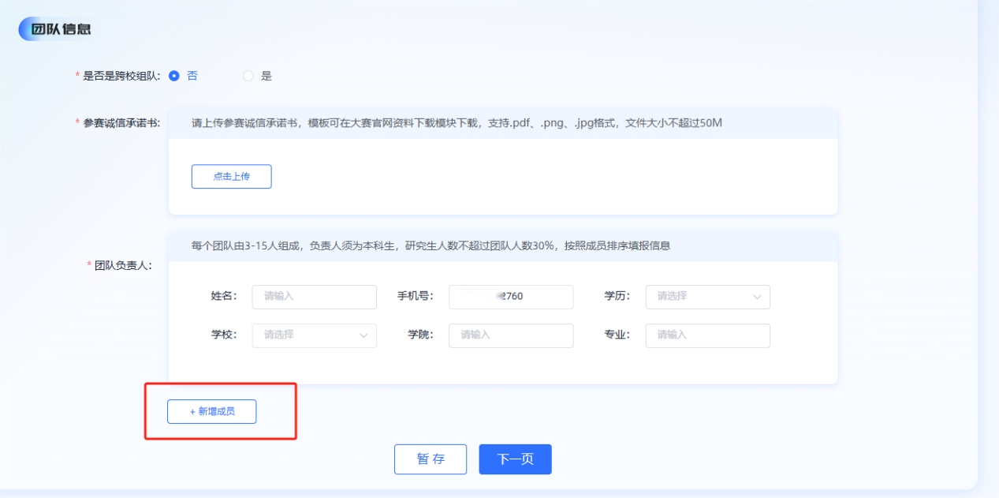 团队信息
* 是否是跨校组队: 否 是
* 参赛诚信承诺书: 请上传参赛诚信承诺书，模板可在大赛官网资料下载模块下载，支持.pdf、.png、.jpg格式，文件大小不超过50M
点击上传
每个团队由3-15人组成，负责人须为本科生，研究生人数不超过团队人数30%，按照成员排序填报信息
* 团队负责人:
姓名: 请输入 手机号: 2760 学历: 请选择
学校: 请选择 学院: 请输入 专业: 请输入
+ 新增成员
暂存 下一页